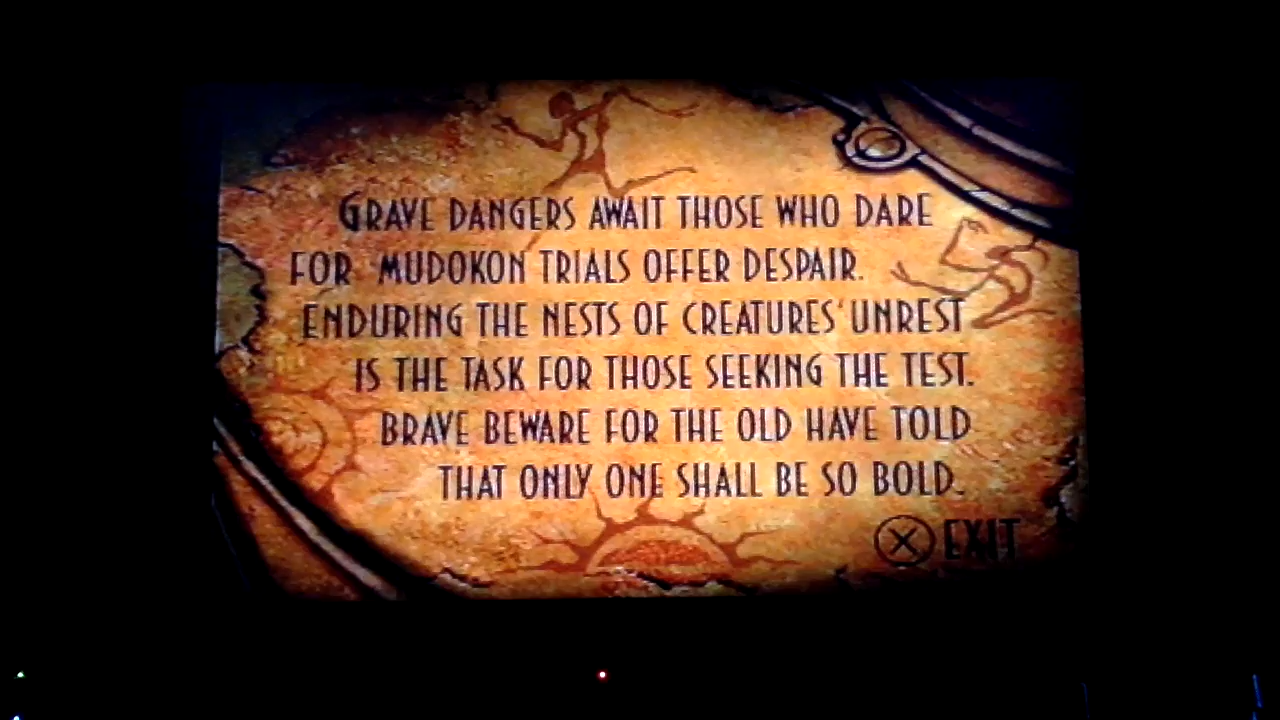 GRAVE DANGERS AWAIT THOSE WHO DARE
FOR MUDOKON TRIALS OFFER DESPAIR.
ENDURING THE NESTS OF CREATURES' UNREST
IS THE TASK FOR THOSE SEEKING THE TEST.
BRAVE BEWARE FOR THE OLD HAVE TOLD
THAT ONLY ONE SHALL BE SO BOLD.
EXIT